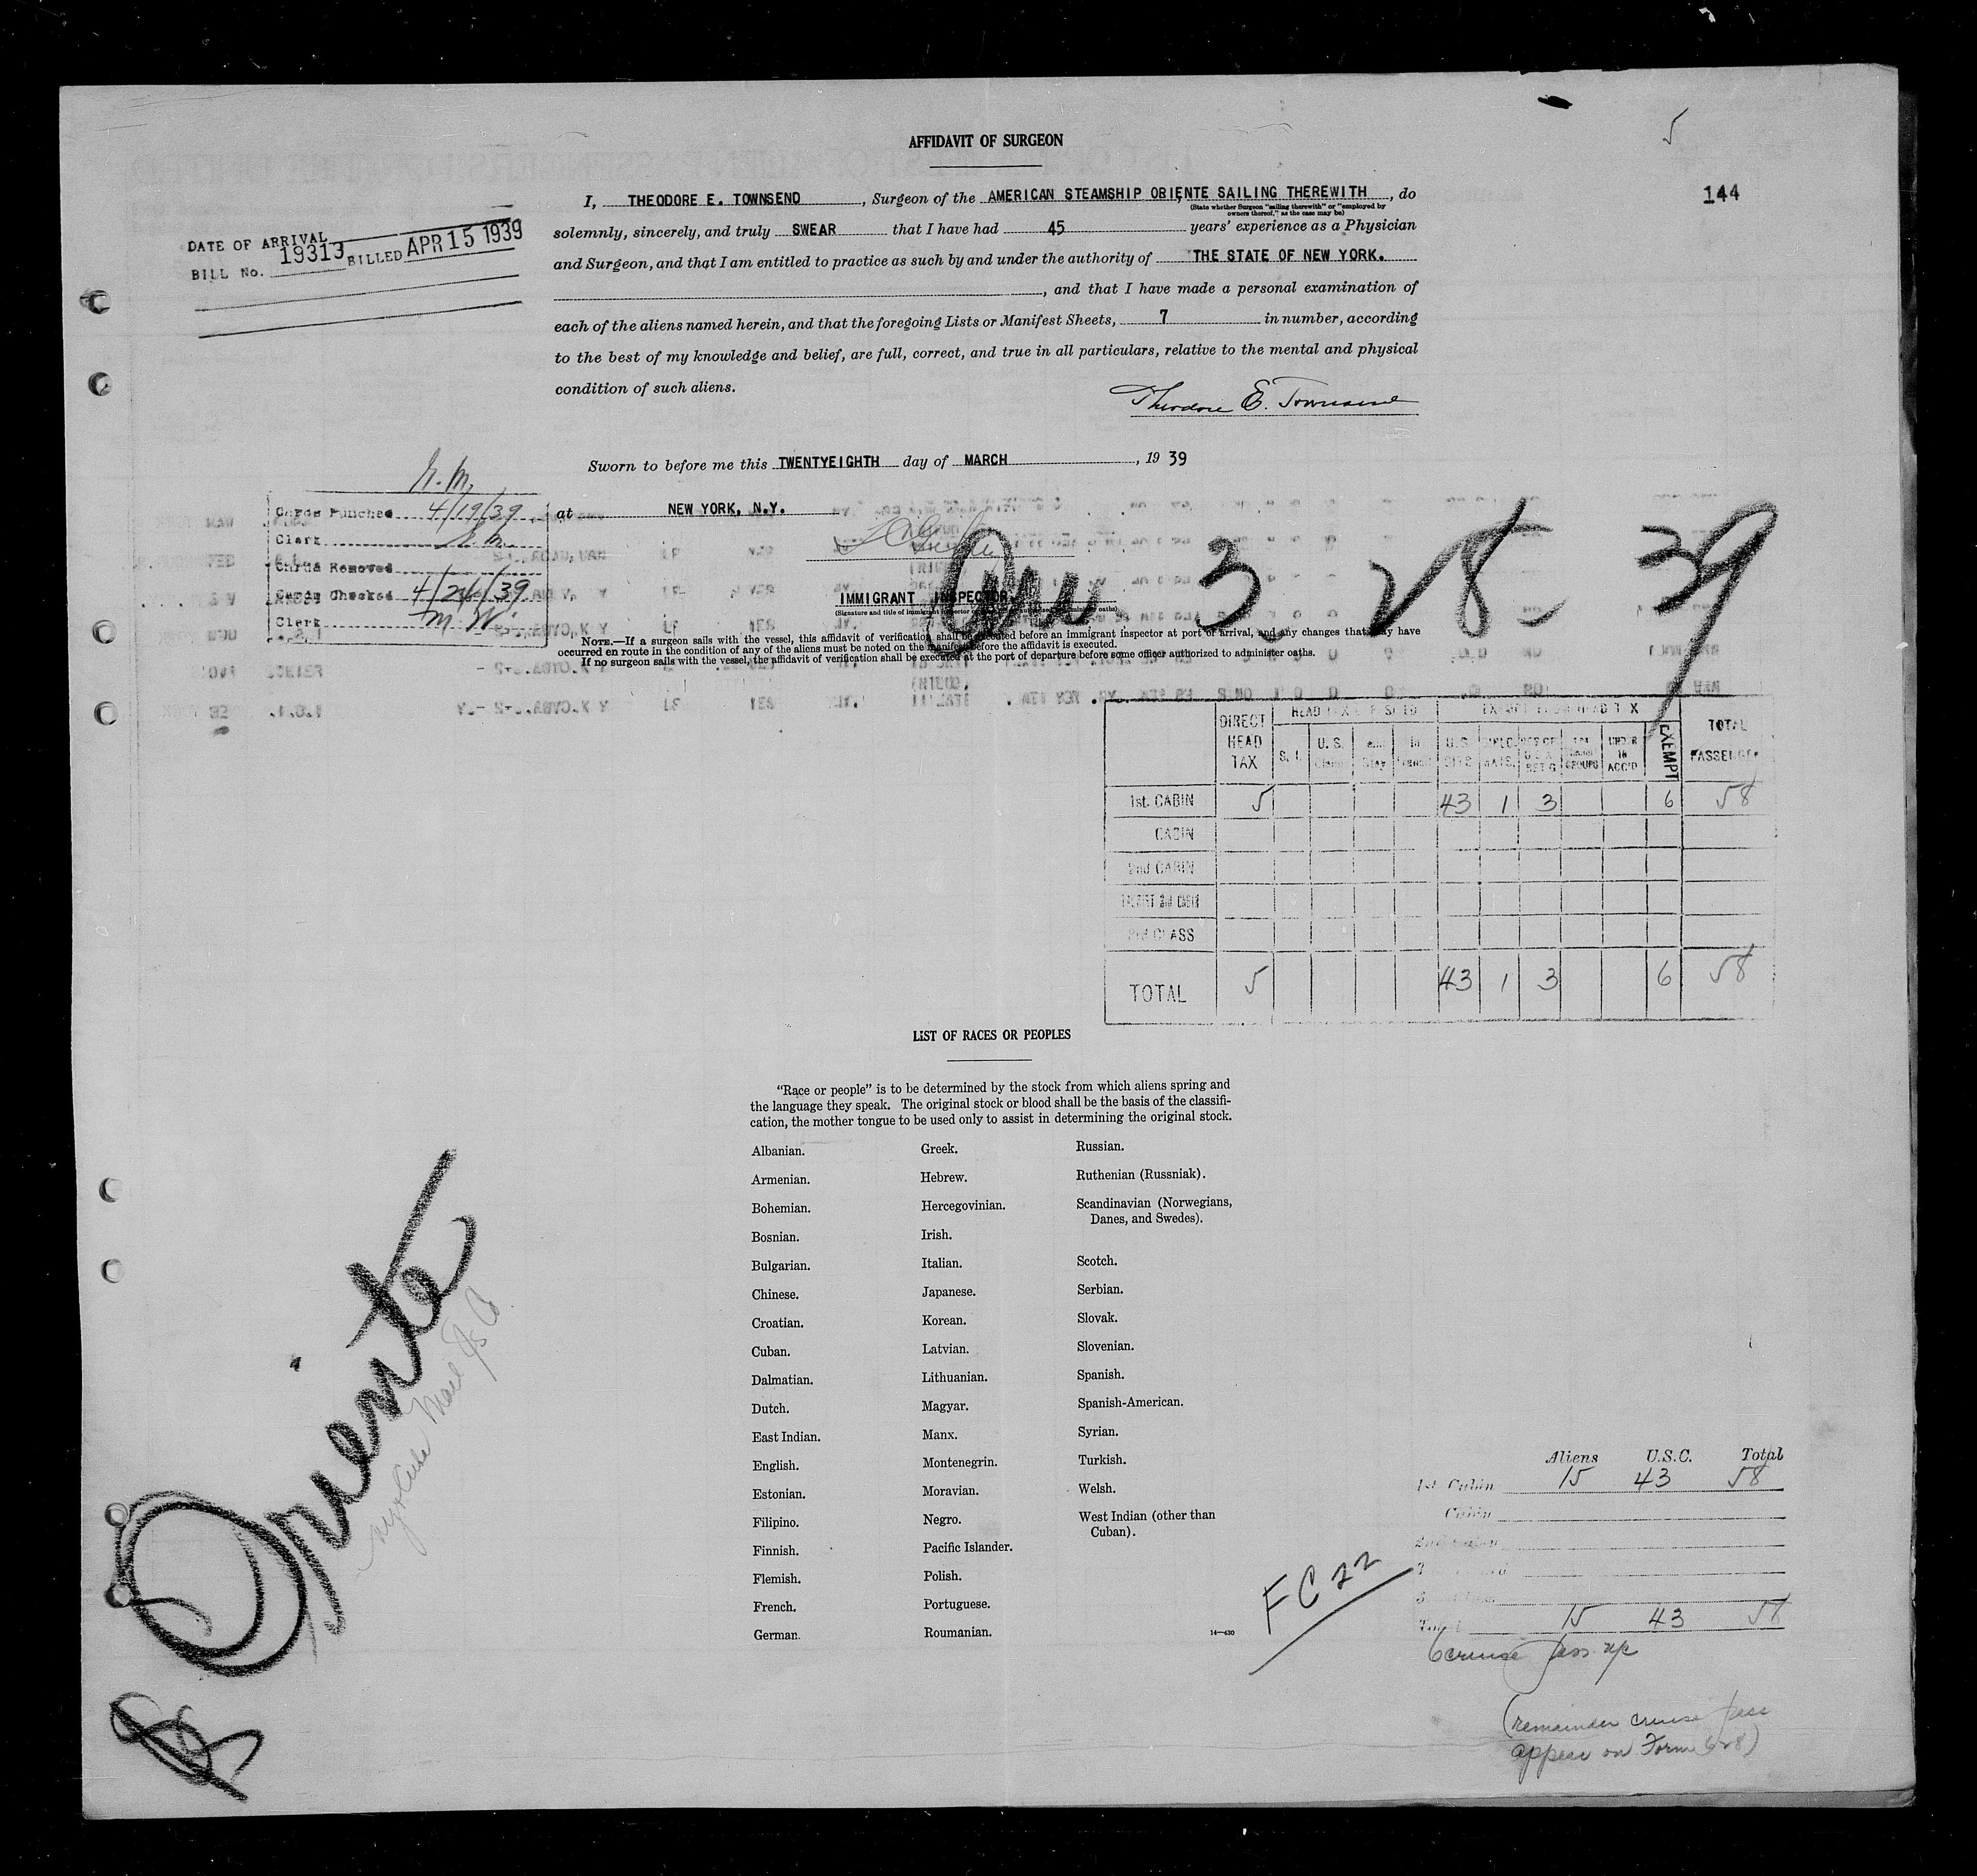 5
144
AFFIDAVIT OF SURGEON
I, THEODORE E. TOWNSEND, Surgeon of the AMERICAN STEAMSHIP ORIENTE SAILING THEREWITH, do
(State whether Surgeon "sailing therewith" or "employed by
owners thereof," as the case may be)
solemnly, sincerely, and truly SWEAR that I have had 45 years' experience as a Physician
and Surgeon, and that I am entitled to practice as such by and under the authority of THE STATE OF NEW YORK.
, and that I have made a personal examination of
each of the aliens named herein, and that the foregoing Lists or Manifest Sheets, 7 in number, according
to the best of my knowledge and belief, are full, correct, and true in all particulars, relative to the mental and physical
condition of such aliens.
Theodore E. Townsend
DATE OF ARRIVAL
BILL No. 19313 BILLED APR 15 1939
Sworn to before me this TWENTYEIGHTH day of MARCH, 19 39
at NEW YORK, N.Y.
Cards Punched 4/19/39
Clerk
Cards Removed
Cards Checked 4/24/39
Clerk M.W.
Arr 3 - 28 - 39
IMMIGRANT INSPECTOR.
NOTE.—If a surgeon sails with the vessel, this affidavit of verification shall be executed before an immigrant inspector at port of arrival, and any changes that may have
occurred en route in the condition of any of the aliens must be noted on the manifest before the affidavit is executed.
If no surgeon sails with the vessel, the affidavit of verification shall be executed at the port of departure before some officer authorized to administer oaths.
DIRECT HEAD TAX S. I. U. S. U.S. EXEMPT TOTAL PASSENGERS
1st. CABIN 5 43 1 3 6 58
CABIN
2nd CABIN
3rd CLASS
TOTAL 5 43 1 3 6 58
LIST OF RACES OR PEOPLES
"Race or people" is to be determined by the stock from which aliens spring and
the language they speak. The original stock or blood shall be the basis of the classifi-
cation, the mother tongue to be used only to assist in determining the original stock.
Albanian.
Armenian.
Bohemian.
Bosnian.
Bulgarian.
Chinese.
Croatian.
Cuban.
Dalmatian.
Dutch.
East Indian.
English.
Estonian.
Filipino.
Finnish.
Flemish.
French.
German.
Greek.
Hebrew.
Hercegovinian.
Irish.
Italian.
Japanese.
Korean.
Latvian.
Lithuanian.
Magyar.
Manx.
Montenegrin.
Moravian.
Negro.
Pacific Islander.
Polish.
Portuguese.
Roumanian.
Russian.
Ruthenian (Russniak).
Scandinavian (Norwegians,
Danes, and Swedes).
Scotch.
Serbian.
Slovak.
Slovenian.
Spanish.
Spanish-American.
Syrian.
Turkish.
Welsh.
West Indian (other than
Cuban).
14—430
Oriente
Mail
FC 22
Aliens U.S.C. Total
1st Cabin 15 43 58
Cabin
Total 15 43 58
6 cruise pass
(remainder cruise pass
appear on Form 628)